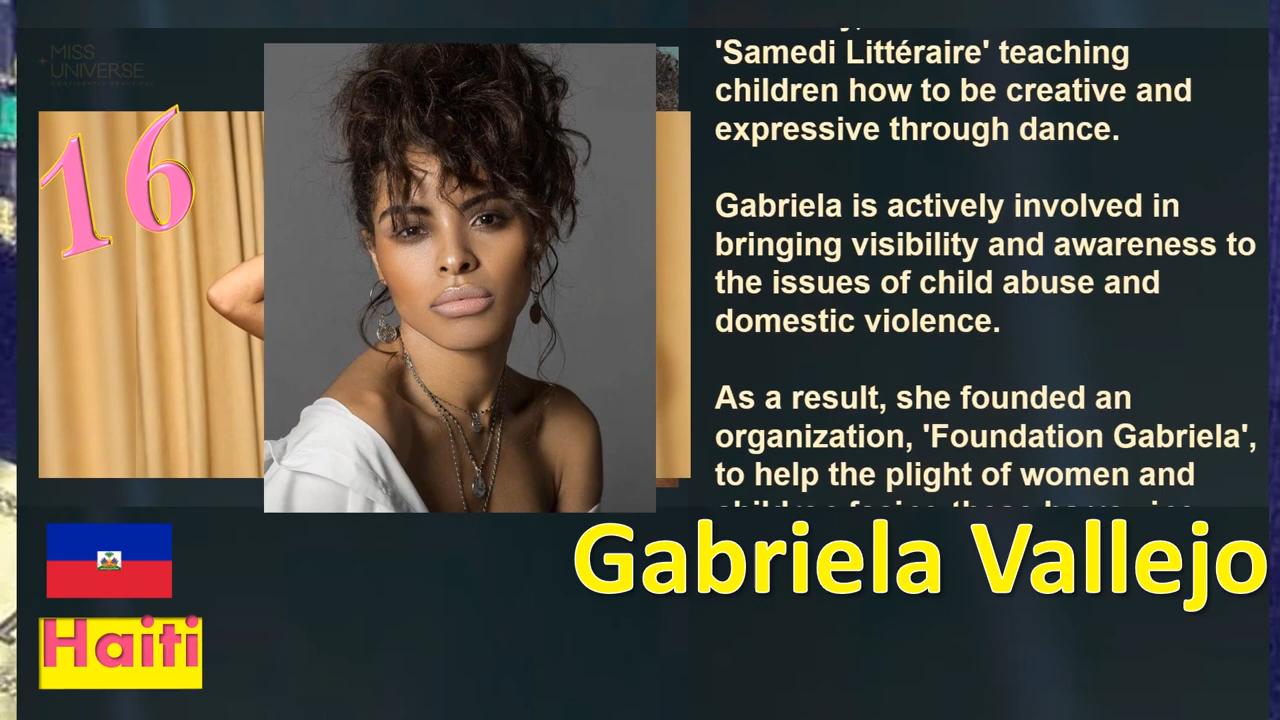 MISS
UNIVERSE
16
'Samedi Littéraire' teaching
children how to be creative and
expressive through dance.
Gabriela is actively involved in
bringing visibility and awareness to
the issues of child abuse and
domestic violence.
As a result, she founded an
organization, 'Foundation Gabriela',
to help the plight of women and
Gabriela Vallejo
Haiti